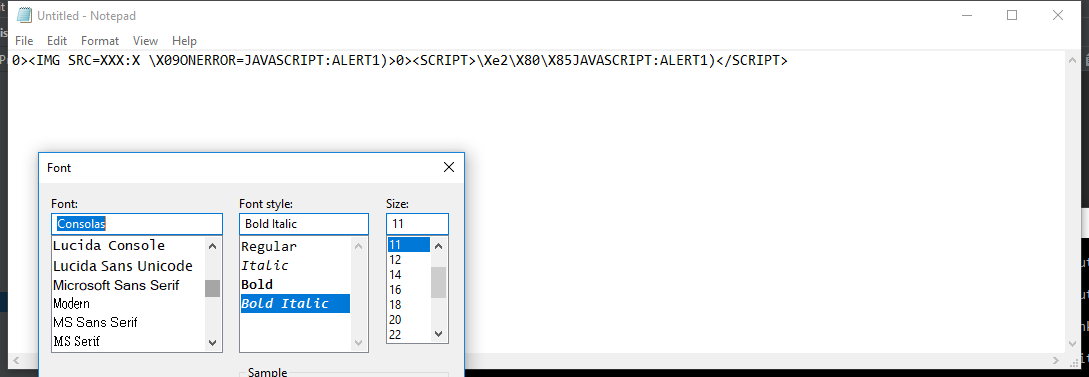 Untitled - Notepad
File Edit Format View Help
0><IMG SRC=XXX:X \X09ONERROR=JAVASCRIPT:ALERT1)>0><SCRIPT>\Xe2\X80\X85JAVASCRIPT:ALERT1)</SCRIPT>
Font
Font: Font style: Size:
Consolas Bold Italic 11
Lucida Console Regular 11
Lucida Sans Unicode Italic 12
Microsoft Sans Serif Bold 14
Modern Bold Italic 16
MS Sans Serif 18
MS Serif 20
22
Sample